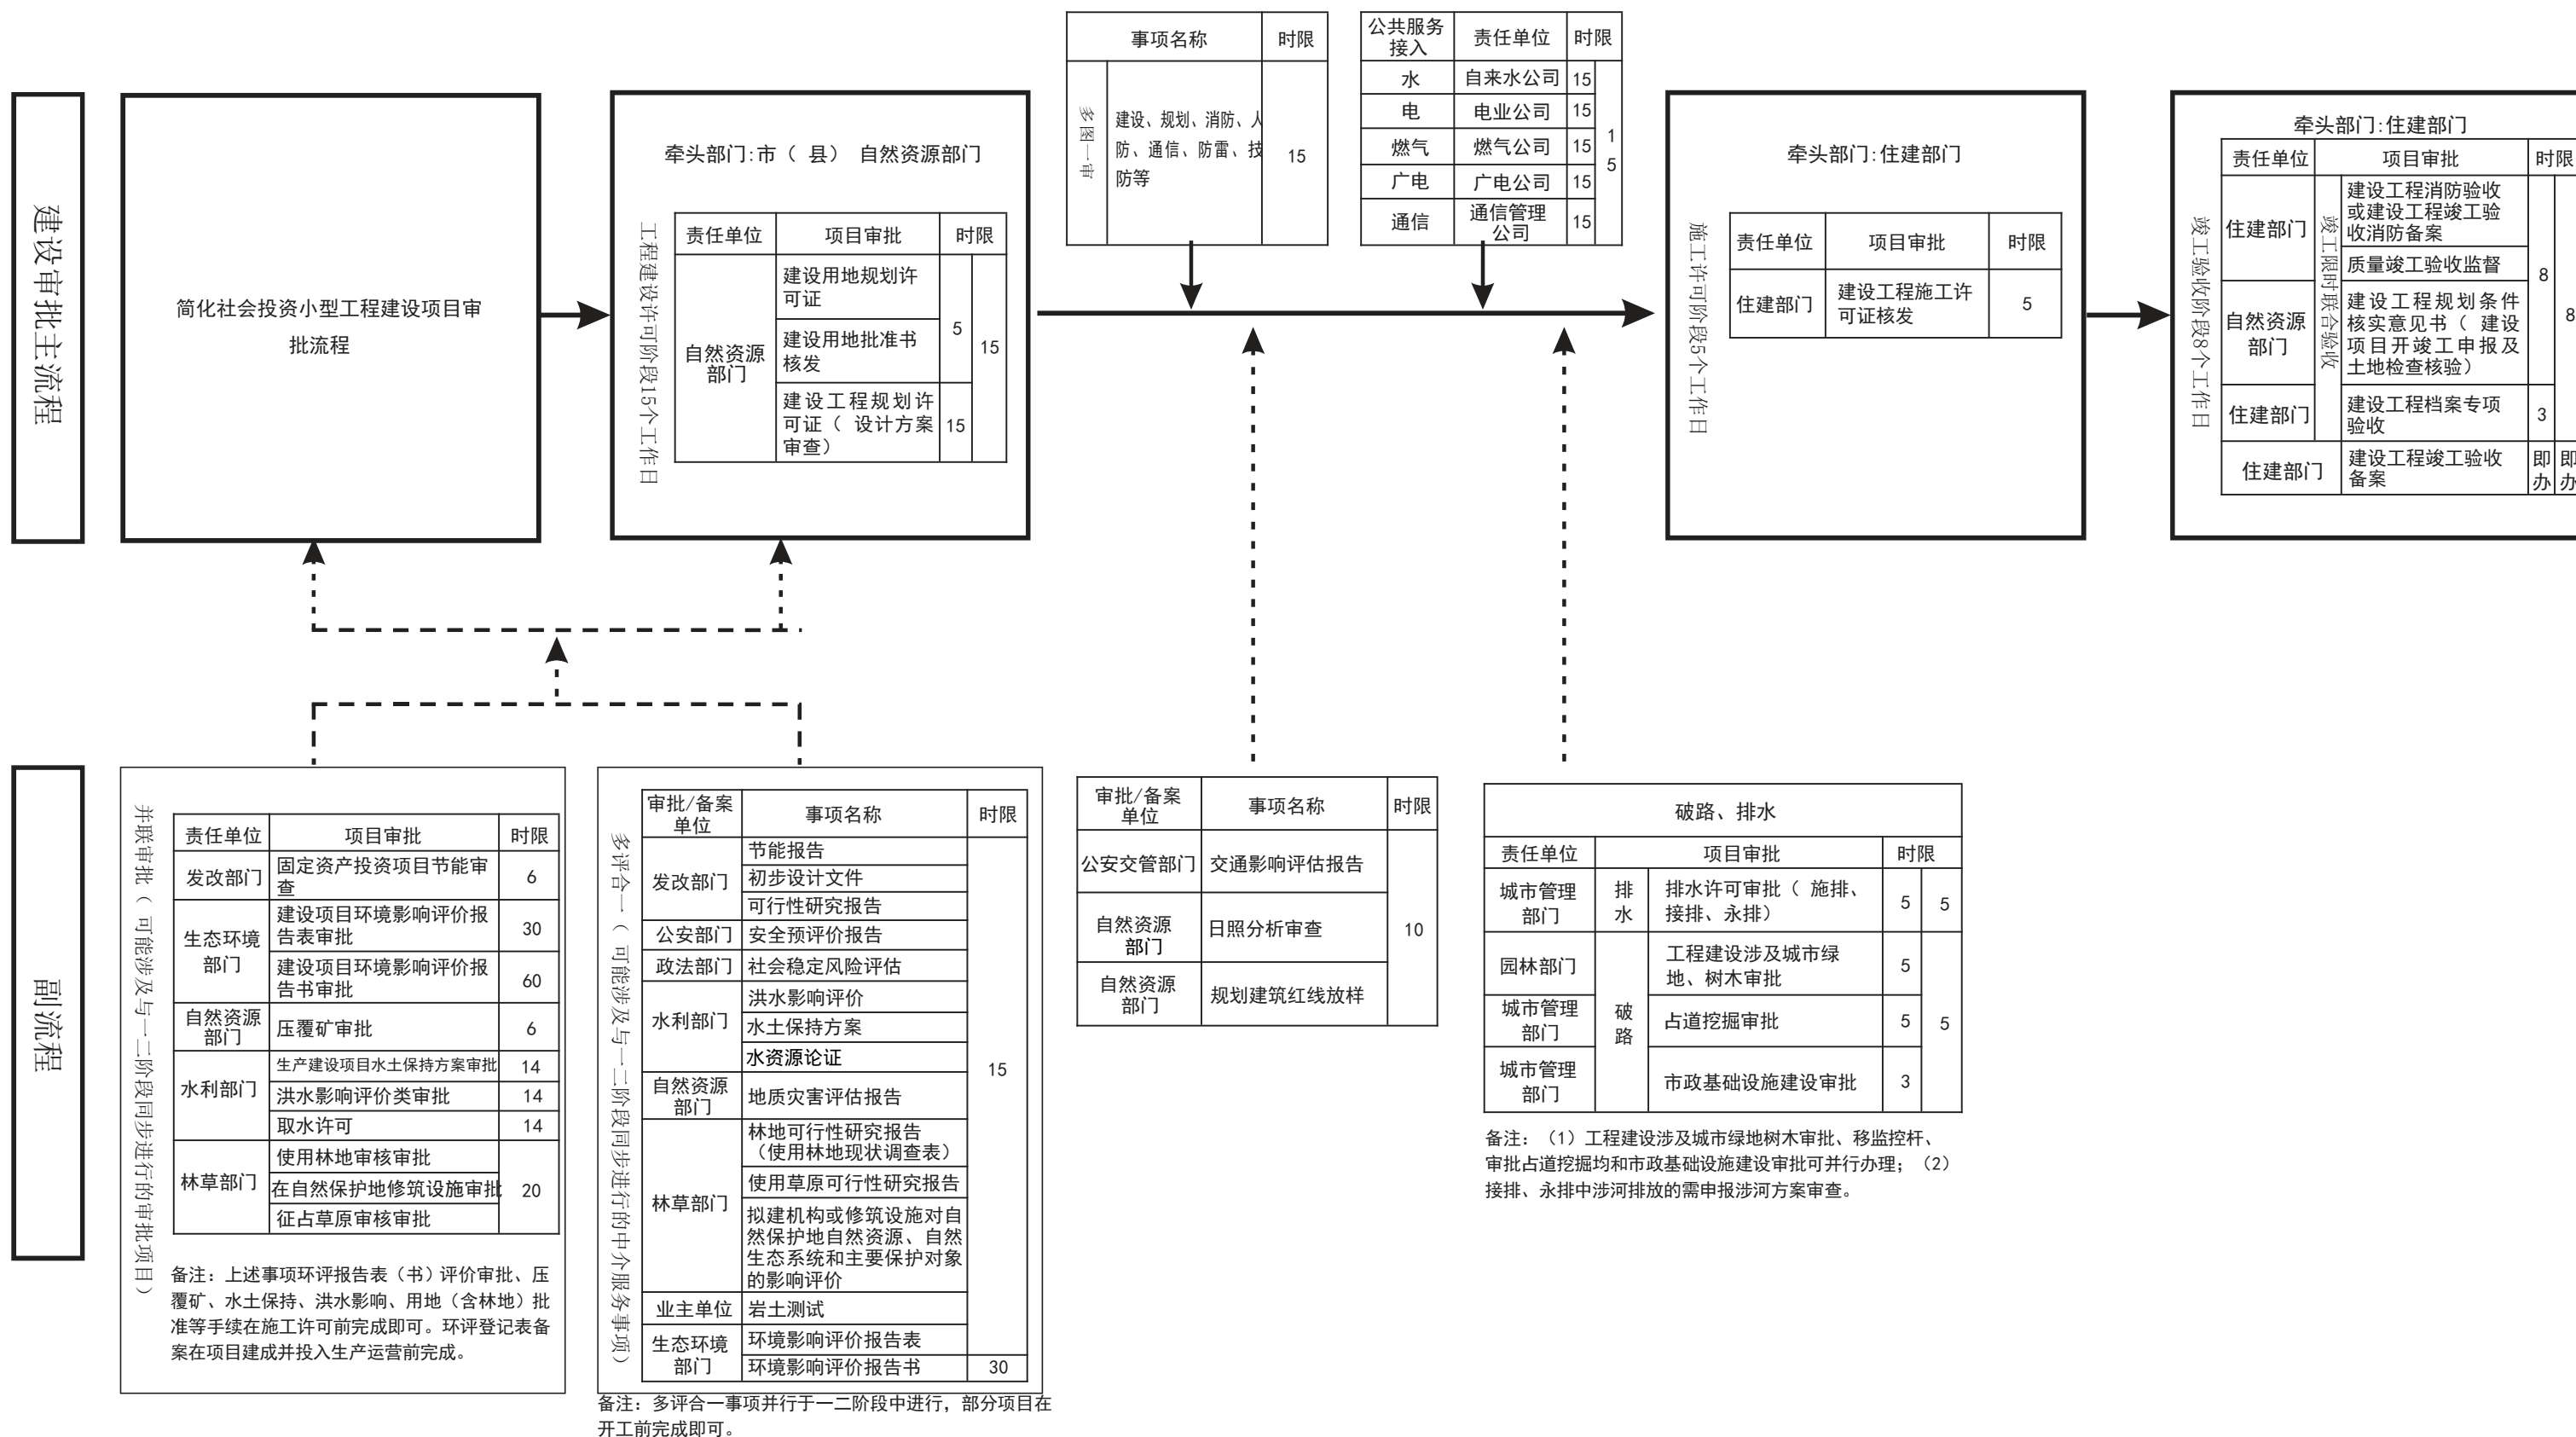 建设审批主流程
简化社会投资小型工程建设项目审
批流程
牵头部门:市（ 县） 自然资源部门
工程建设许可阶段15个工作日
责任单位 项目审批 时限
自然资源
部门
建设用地规划许
可证
建设用地批准书
核发
5
建设工程规划许
可证（ 设计方案
审查）
15
15
事项名称 时限
多图一审
建设、规划、消防、人
防、通信、防雷、技
防等
15
公共服务
接入
责任单位 时限
水 自来水公司 15
电 电业公司 15
燃气 燃气公司 15
广电 广电公司 15
通信
通信管理
公司
15
1
5
牵头部门:住建部门
施工许可阶段5个工作日
责任单位 项目审批 时限
住建部门
建设工程施工许
可证核发
5
牵头部门:住建部门
竣工验收阶段8个工作日
责任单位 项目审批 时限
竣工限时联合验收
住建部门
建设工程消防验收
或建设工程竣工验
收消防备案
质量竣工验收监督
自然资源
部门
建设工程规划条件
核实意见书（ 建设
项目开竣工申报及
土地检查核验）
8
8
住建部门
建设工程档案专项
验收
3
住建部门
建设工程竣工验收
备案
即
办
即
办
副流程
并联审批（ 可能涉及与一二阶段同步进行的审批项目）
责任单位 项目审批 时限
发改部门
固定资产投资项目节能审
查
6
生态环境
部门
建设项目环境影响评价报
告表审批
30
建设项目环境影响评价报
告书审批
60
自然资源
部门
压覆矿审批 6
水利部门
生产建设项目水土保持方案审批 14
洪水影响评价类审批 14
取水许可 14
林草部门
使用林地审核审批
在自然保护地修筑设施审批
征占草原审核审批
20
备注：上述事项环评报告表（书）评价审批、压
覆矿、水土保持、洪水影响、用地（含林地）批
准等手续在施工许可前完成即可。环评登记表备
案在项目建成并投入生产运营前完成。
多评合一（ 可能涉及与一二阶段同步进行的中介服务事项）
审批/备案
单位
事项名称 时限
发改部门
节能报告
初步设计文件
可行性研究报告
公安部门 安全预评价报告
政法部门 社会稳定风险评估
水利部门
洪水影响评价
水土保持方案
水资源论证
自然资源
部门
地质灾害评估报告
林草部门
林地可行性研究报告
（使用林地现状调查表）
使用草原可行性研究报告
拟建机构或修筑设施对自
然保护地自然资源、自然
生态系统和主要保护对象
的影响评价
业主单位 岩土测试
生态环境
部门
环境影响评价报告表
15
环境影响评价报告书 30
备注：多评合一事项并行于一二阶段中进行，部分项目在
开工前完成即可。
审批/备案
单位
事项名称 时限
公安交管部门 交通影响评估报告
自然资源
部门
日照分析审查
自然资源
部门
规划建筑红线放样
10
破路、排水
责任单位 项目审批 时限
城市管理
部门
排
水
排水许可审批（ 施排、
接排、永排）
5 5
园林部门
工程建设涉及城市绿
地、树木审批
5
城市管理
部门
破
路
占道挖掘审批 5 5
城市管理
部门
市政基础设施建设审批 3
备注：（1）工程建设涉及城市绿地树木审批、移监控杆、
审批占道挖掘均和市政基础设施建设审批可并行办理；（2）
接排、永排中涉河排放的需申报涉河方案审查。